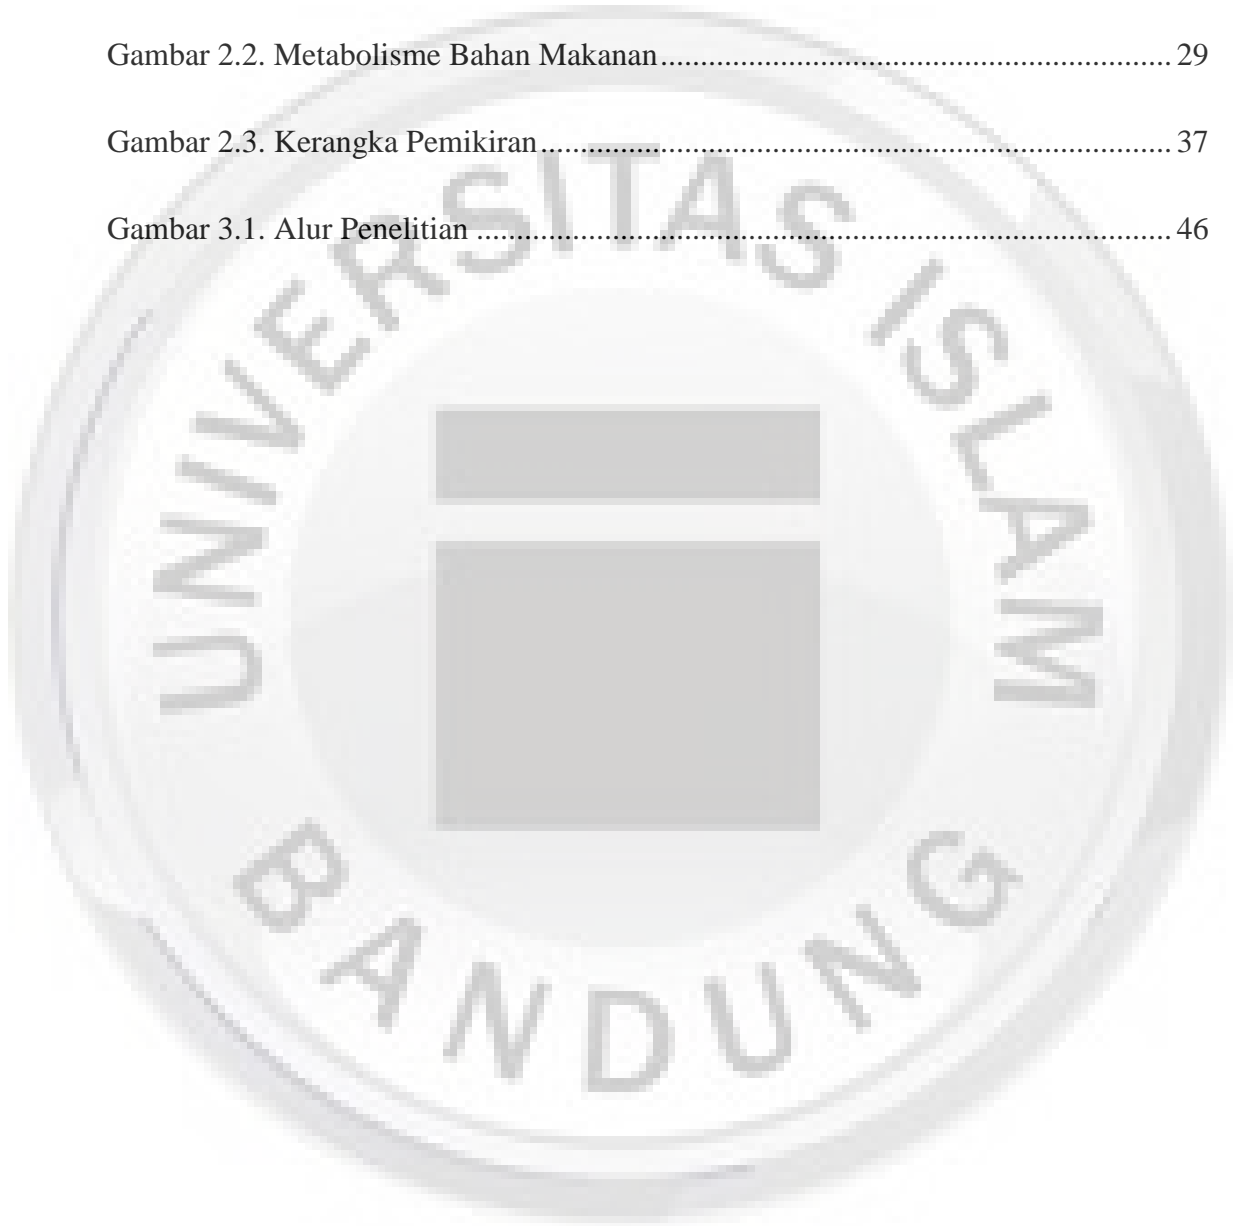 Gambar 2.2. Metabolisme Bahan Makanan................................................................ 29
Gambar 2.3. Kerangka Pemikiran............................................................................... 37
Gambar 3.1. Alur Penelitian ....................................................................................... 46
UNIVERSITAS ISLAM
BANDUNG